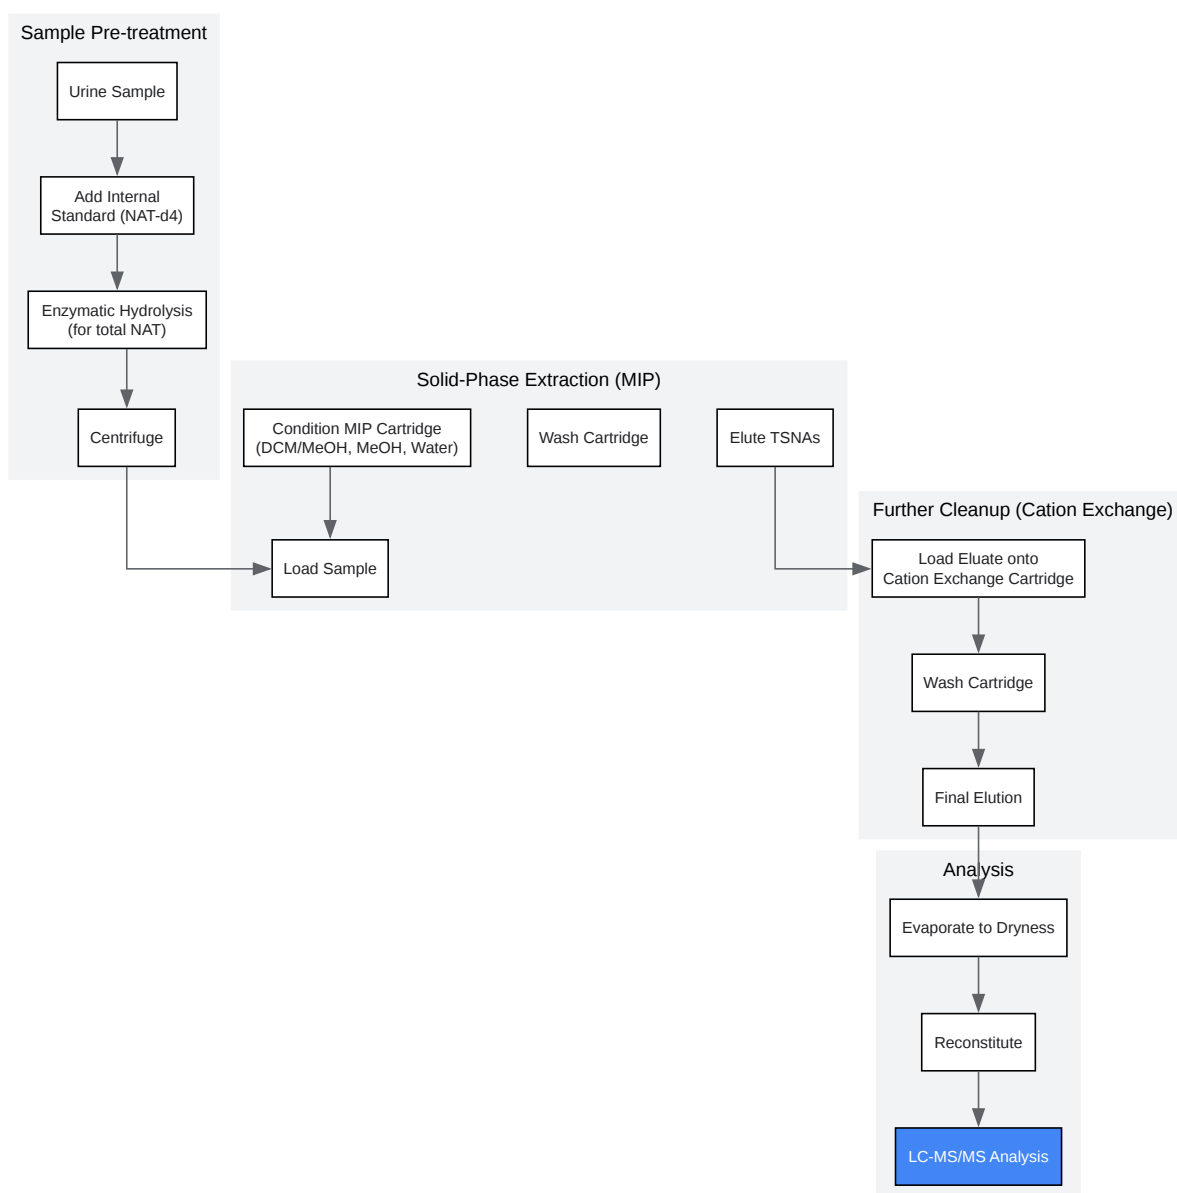 Sample Pre-treatment
Urine Sample
Add Internal
Standard (NAT-d4)
Enzymatic Hydrolysis
(for total NAT)
Centrifuge
Solid-Phase Extraction (MIP)
Condition MIP Cartridge
(DCM/MeOH, MeOH, Water)
Wash Cartridge
Elute TSNAs
Load Sample
Further Cleanup (Cation Exchange)
Load Eluate onto
Cation Exchange Cartridge
Wash Cartridge
Final Elution
Analysis
Evaporate to Dryness
Reconstitute
LC-MS/MS Analysis